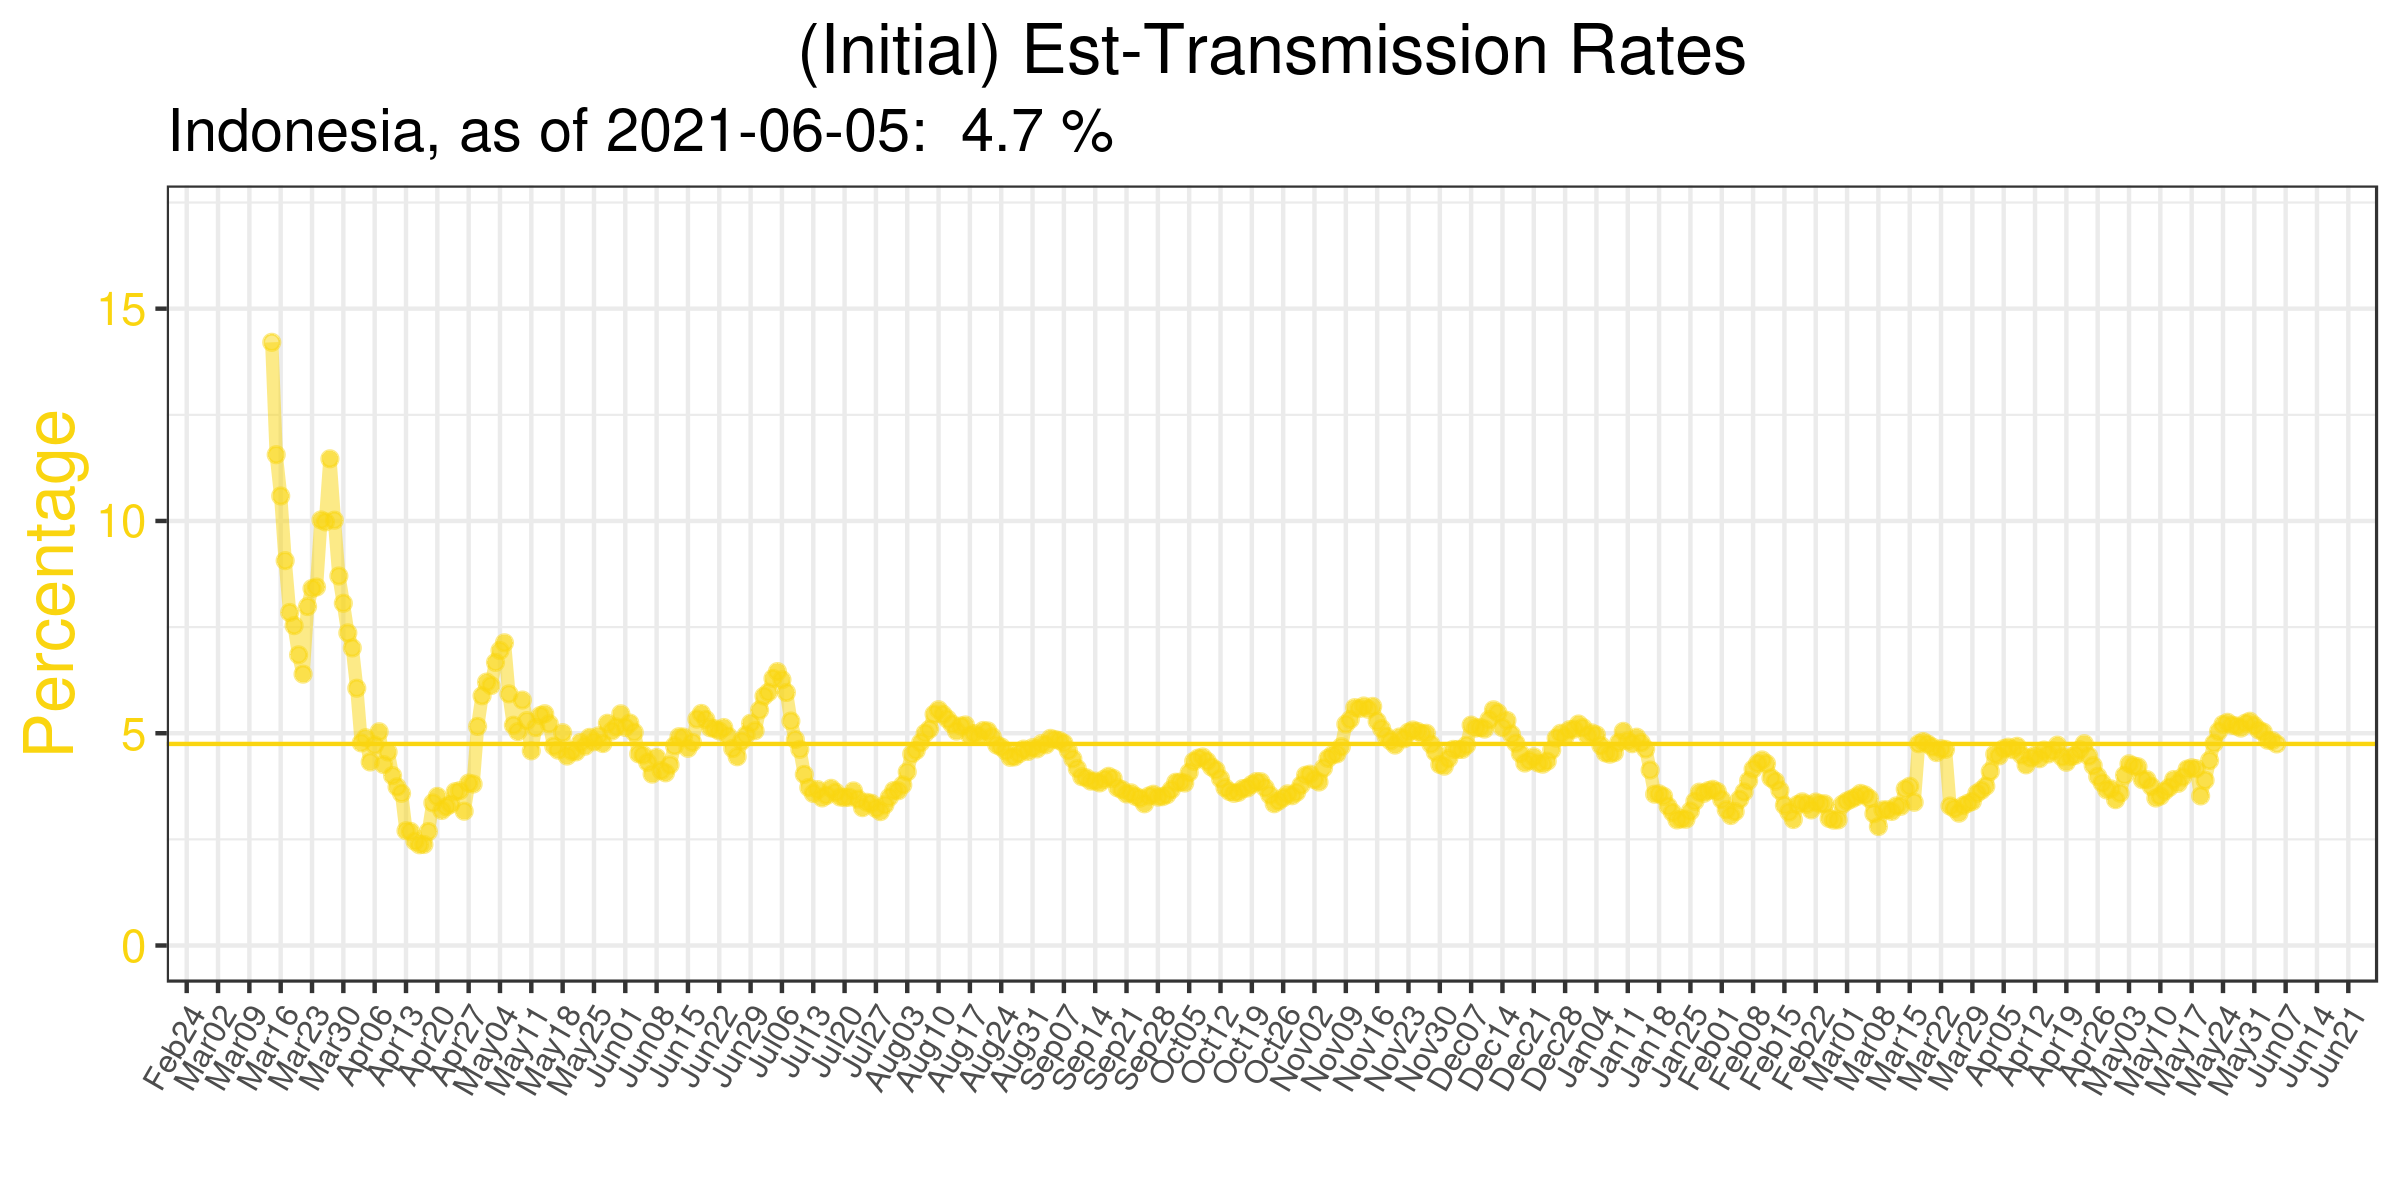 (Initial) Est-Transmission Rates
Indonesia, as of 2021-06-05: 4.7 %
Percentage
15
10
5
0
Feb24
Mar02
Mar09
Mar16
Mar23
Mar30
Apr06
Apr13
Apr20
Apr27
May04
May11
May18
May25
Jun01
Jun08
Jun15
Jun22
Jun29
Jul06
Jul13
Jul20
Jul27
Aug03
Aug10
Aug17
Aug24
Aug31
Sep07
Sep14
Sep21
Sep28
Oct05
Oct12
Oct19
Oct26
Nov02
Nov09
Nov16
Nov23
Nov30
Dec07
Dec14
Dec21
Dec28
Jan04
Jan11
Jan18
Jan25
Feb01
Feb08
Feb15
Feb22
Mar01
Mar08
Mar15
Mar22
Mar29
Apr05
Apr12
Apr19
Apr26
May03
May10
May17
May24
May31
Jun07
Jun14
Jun21